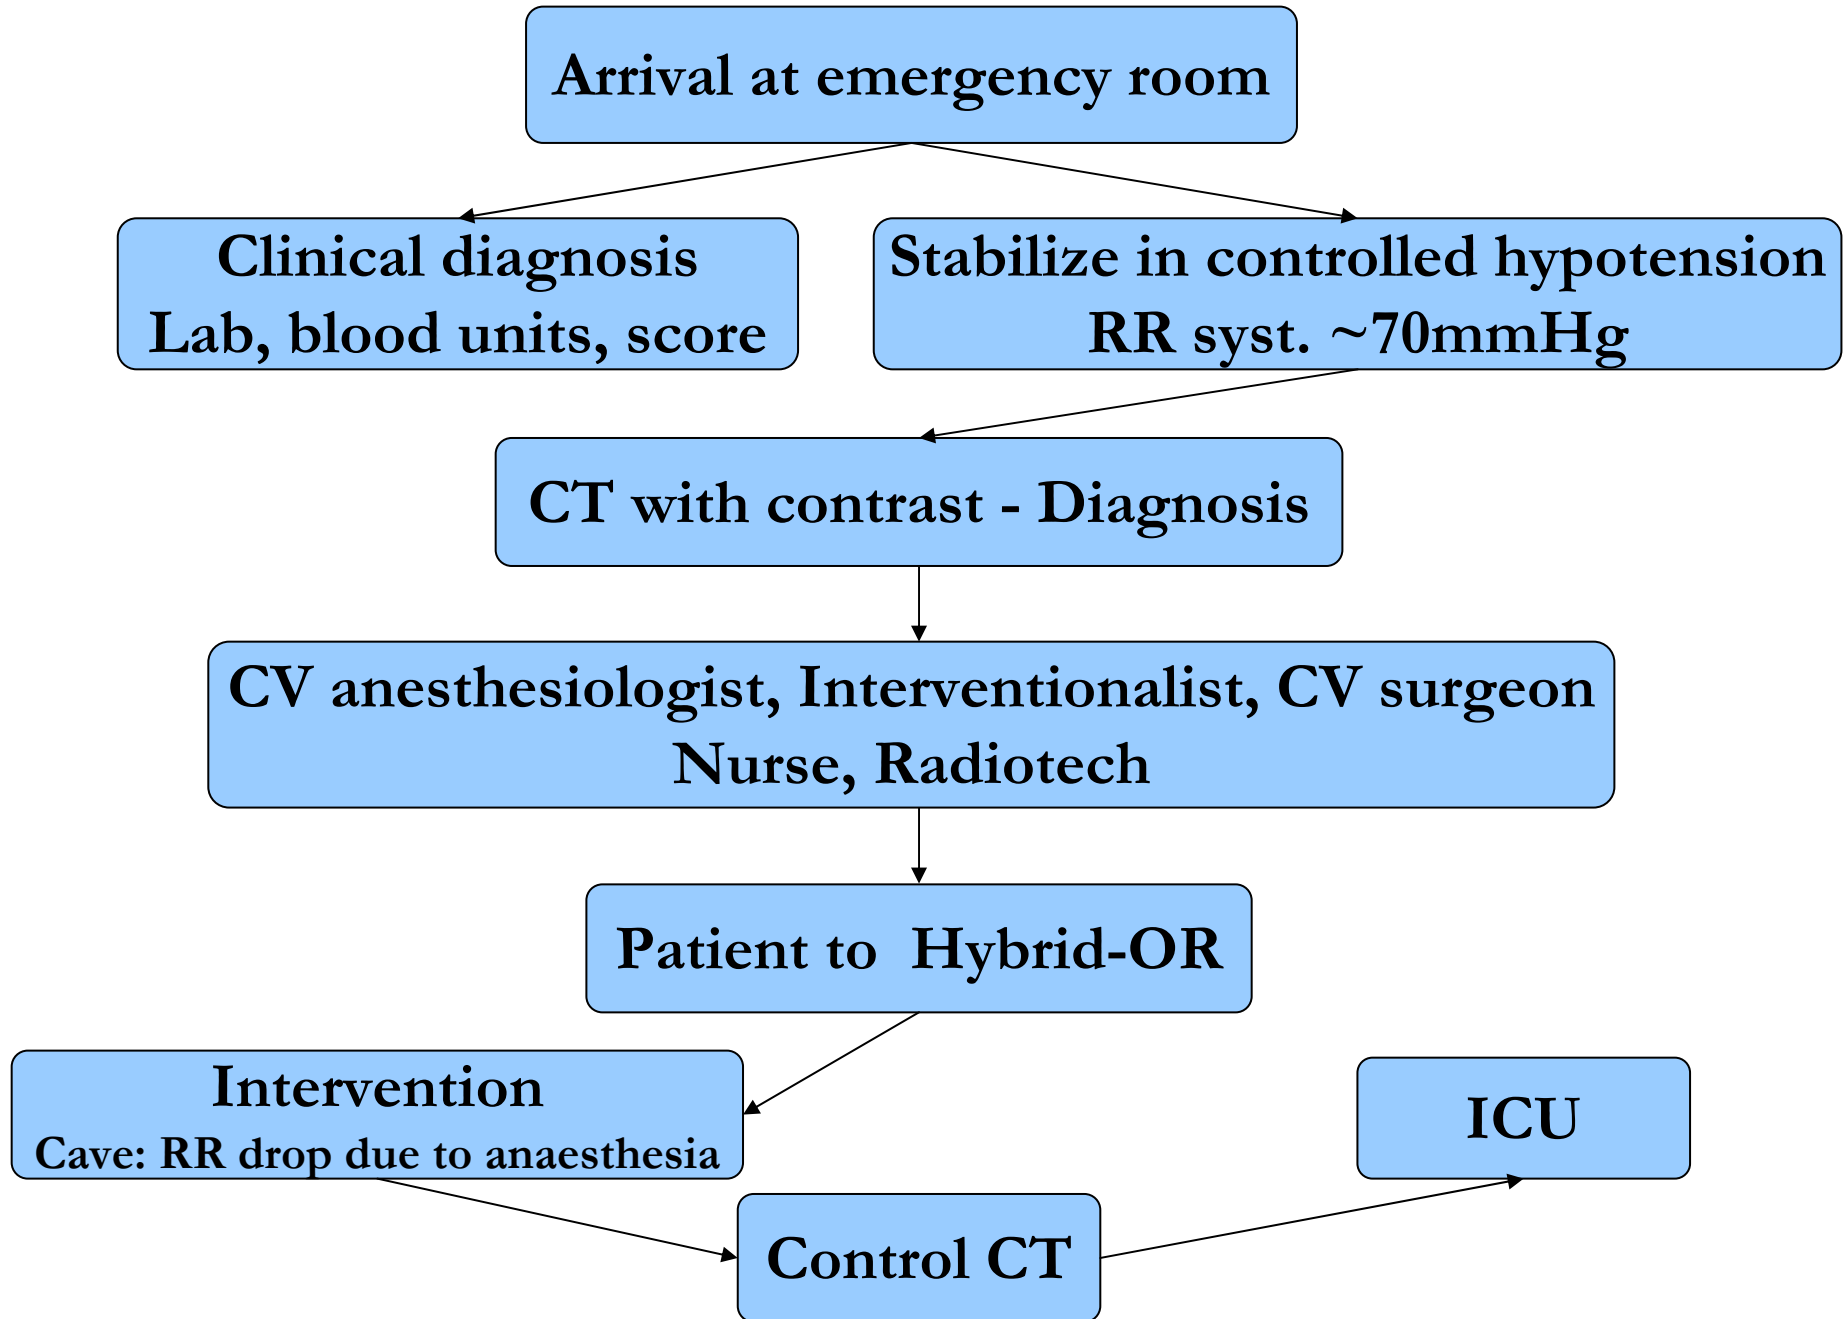 Arrival at emergency room
Clinical diagnosis
Lab, blood units, score
Stabilize in controlled hypotension
RR syst. ~70mmHg
CT with contrast - Diagnosis
CV anesthesiologist, Interventionalist, CV surgeon
Nurse, Radiotech
Patient to  Hybrid-OR
Intervention
Cave: RR drop due to anaesthesia
ICU
Control CT